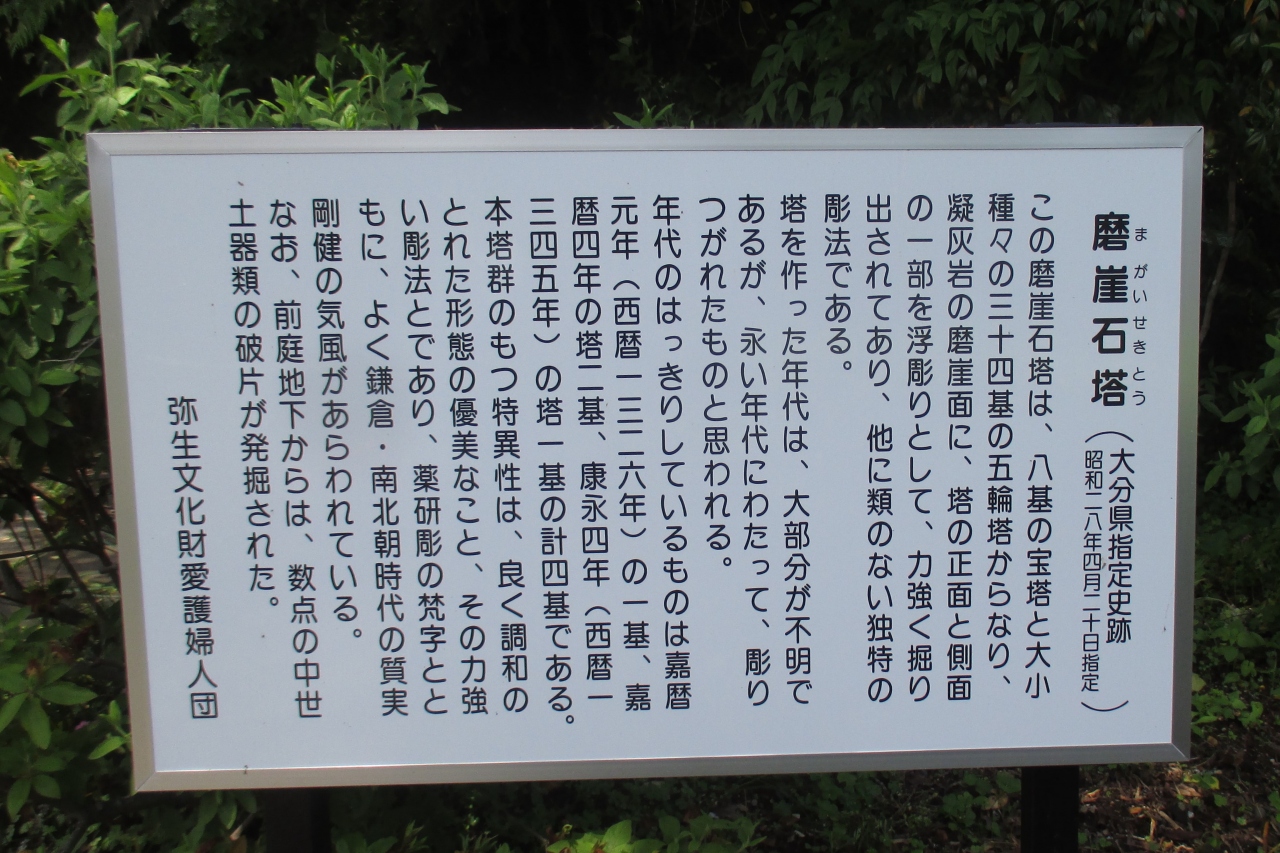 磨崖石塔
まがいせきとう
（大分県指定史跡
昭和二八年四月二十日指定）
この磨崖石塔は、八基の宝塔と大小
種々の三十四基の五輪塔からなり、
凝灰岩の磨崖面に、塔の正面と側面
の一部を浮彫りとして、力強く掘り
出されてあり、他に類のない独特の
彫法である。
塔を作った年代は、大部分が不明で
あるが、永い年代にわたって、彫り
つがれたものと思われる。
年代のはっきりしているものは嘉暦
元年（西暦一三二六年）の一基、嘉
暦四年の塔二基、康永四年（西暦一
三四五年）の塔一基の計四基である。
本塔群のもつ特異性は、良く調和の
とれた形態の優美なこと、その力強
い彫法とであり、薬研彫の梵字とと
もに、よく鎌倉・南北朝時代の質実
剛健の気風があらわれている。
なお、前庭地下からは、数点の中世
土器類の破片が発掘された。
弥生文化財愛護婦人団